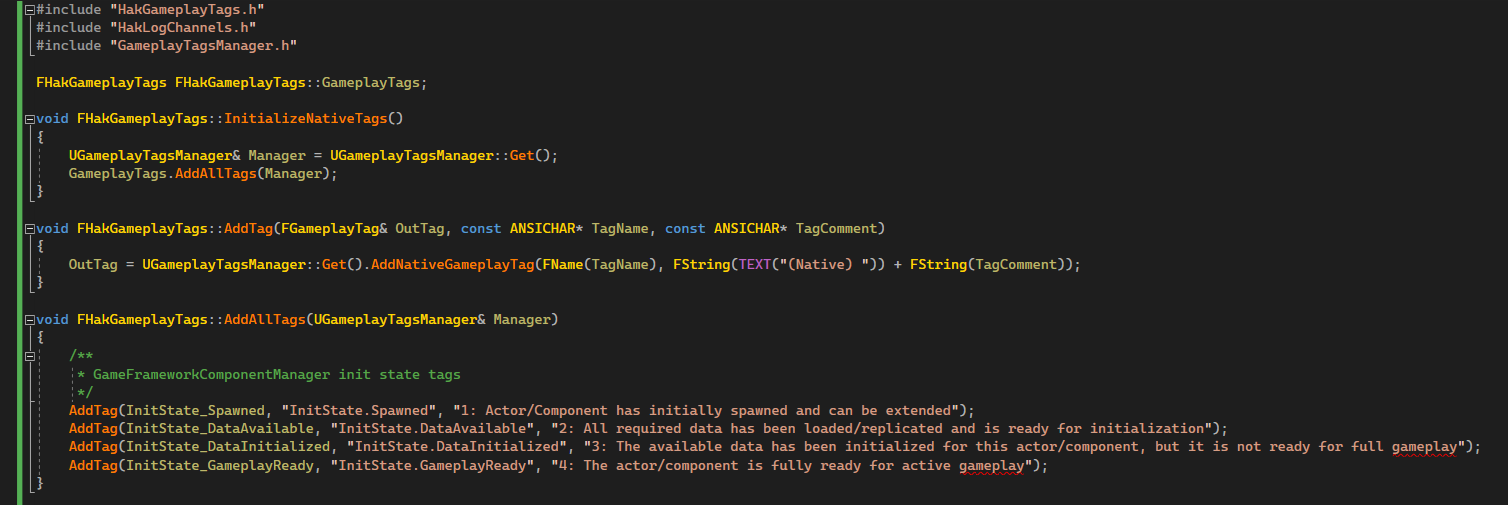 #include "HakGameplayTags.h"
#include "HakLogChannels.h"
#include "GameplayTagsManager.h"
FHakGameplayTags FHakGameplayTags::GameplayTags;
void FHakGameplayTags::InitializeNativeTags()
{
UGameplayTagsManager& Manager = UGameplayTagsManager::Get();
GameplayTags.AddAllTags(Manager);
}
void FHakGameplayTags::AddTag(FGameplayTag& OutTag, const ANSICHAR* TagName, const ANSICHAR* TagComment)
{
OutTag = UGameplayTagsManager::Get().AddNativeGameplayTag(FName(TagName), FString(TEXT("(Native) ")) + FString(TagComment));
}
void FHakGameplayTags::AddAllTags(UGameplayTagsManager& Manager)
{
/**
* GameFrameworkComponentManager init state tags
*/
AddTag(InitState_Spawned, "InitState.Spawned", "1: Actor/Component has initially spawned and can be extended");
AddTag(InitState_DataAvailable, "InitState.DataAvailable", "2: All required data has been loaded/replicated and is ready for initialization");
AddTag(InitState_DataInitialized, "InitState.DataInitialized", "3: The available data has been initialized for this actor/component, but it is not ready for full gameplay");
AddTag(InitState_GameplayReady, "InitState.GameplayReady", "4: The actor/component is fully ready for active gameplay");
}